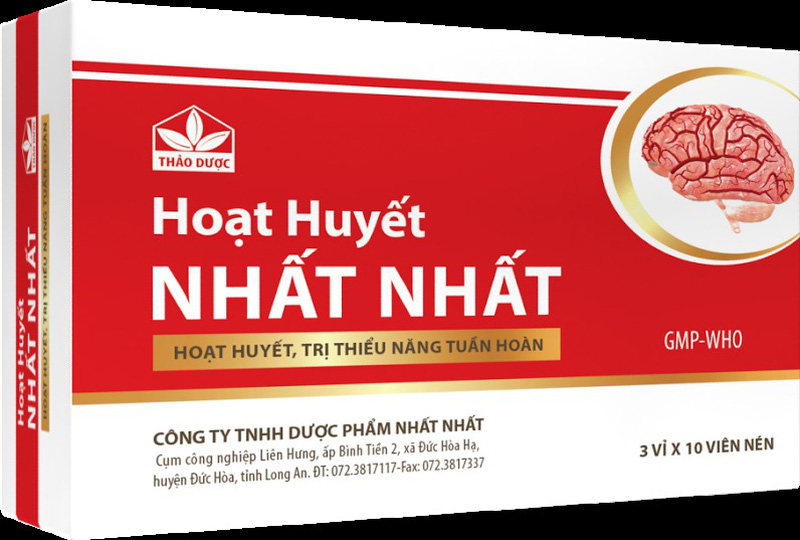 THẢO DƯỢC
Hoạt Huyết
NHẤT NHẤT
HOẠT HUYẾT, TRỊ THIỂU NĂNG TUẦN HOÀN
GMP-WHO
CÔNG TY TNHH DƯỢC PHẨM NHẤT NHẤT
Cụm công nghiệp Liên Hưng, ấp Bình Tiền 2, xã Đức Hòa Hạ,
huyện Đức Hòa, tỉnh Long An. ĐT: 072.3817117-Fax: 072.3817337
3 VỈ X 10 VIÊN NÉN
THẢO DƯỢC
Hoạt Huyết
NHẤT NHẤT
HOẠT HUYẾT, TRỊ THIỂU NĂNG TUẦN HOÀN